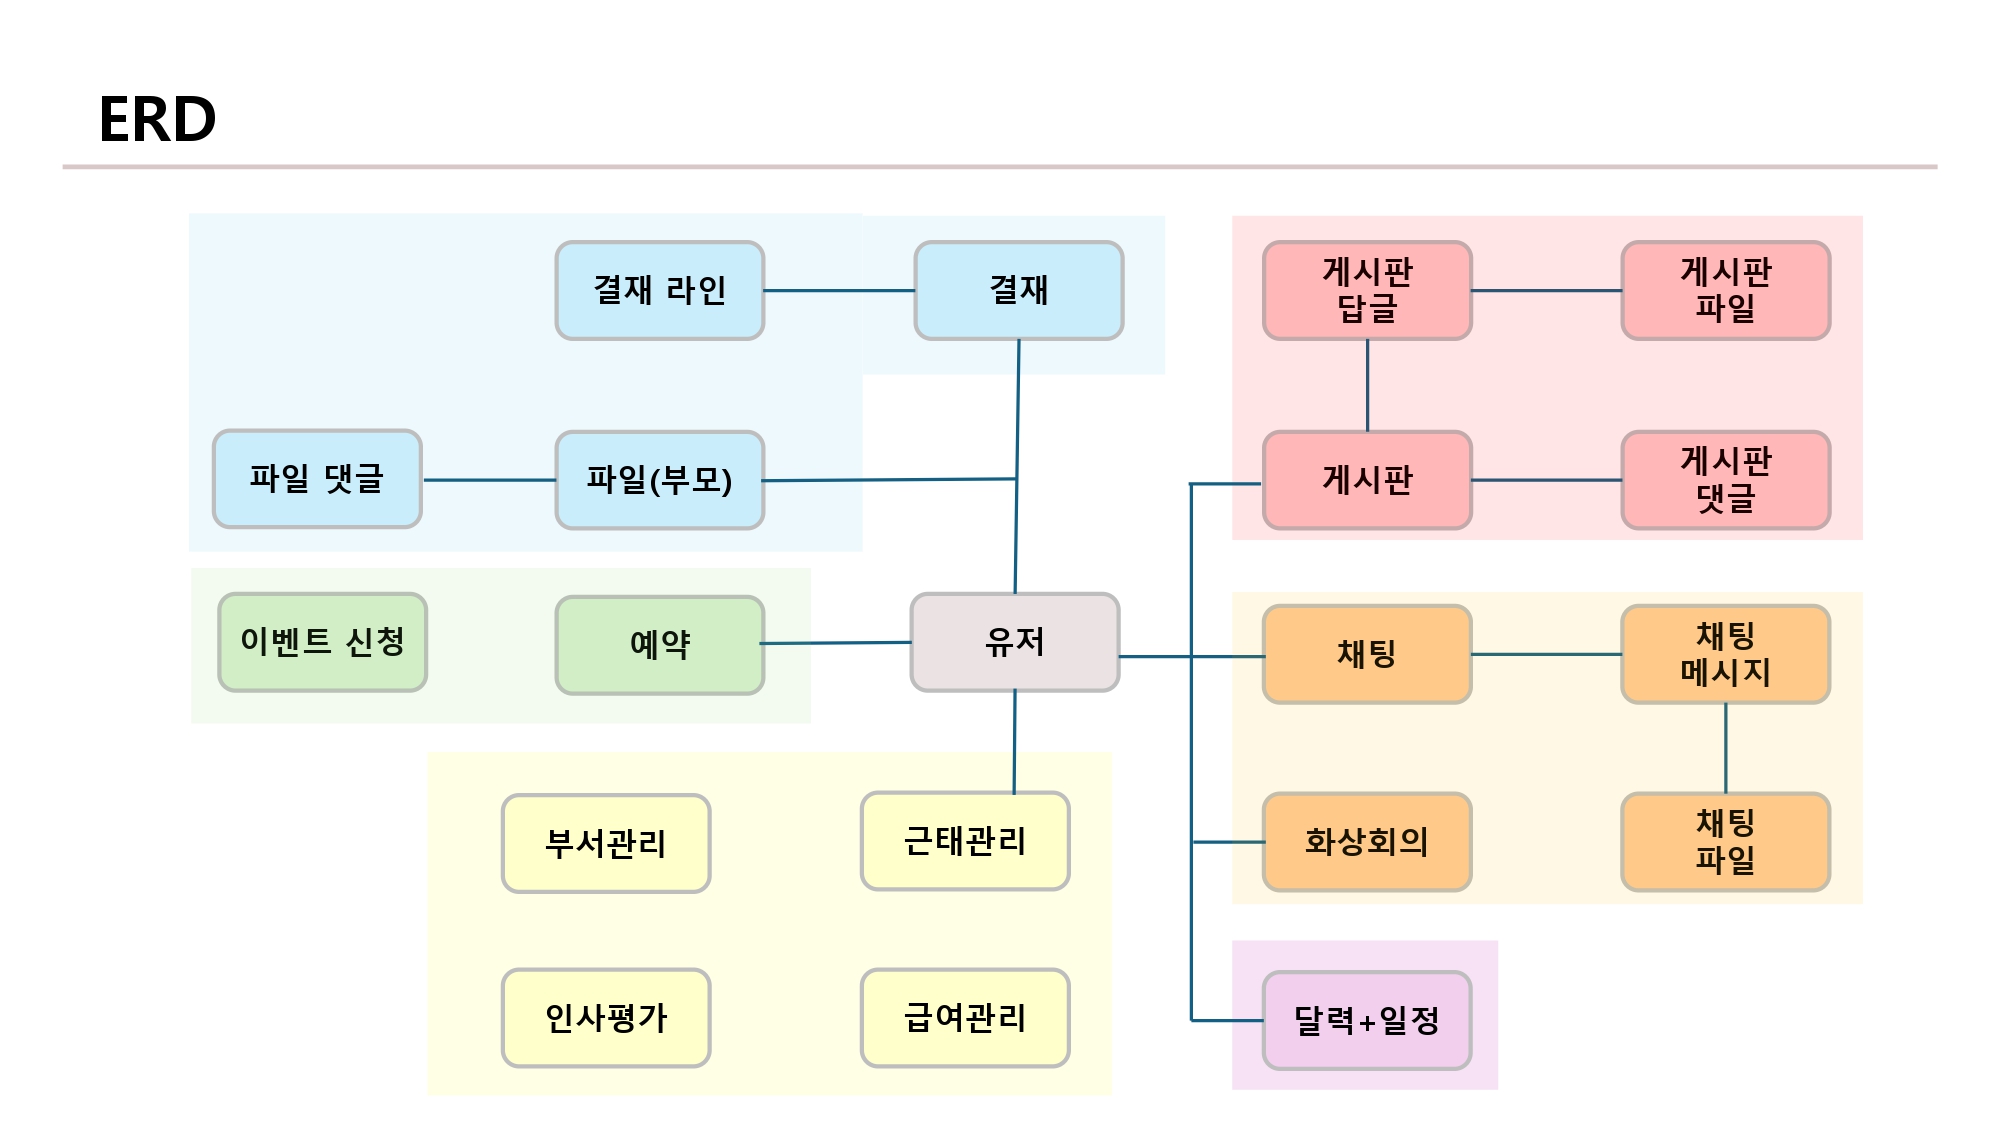 ERD
결재 라인
결재
게시판
답글
게시판
파일
파일 댓글
파일(부모)
게시판
게시판
댓글
이벤트 신청
예약
유저
채팅
채팅
메시지
부서관리
근태관리
화상회의
채팅
파일
인사평가
급여관리
달력+일정